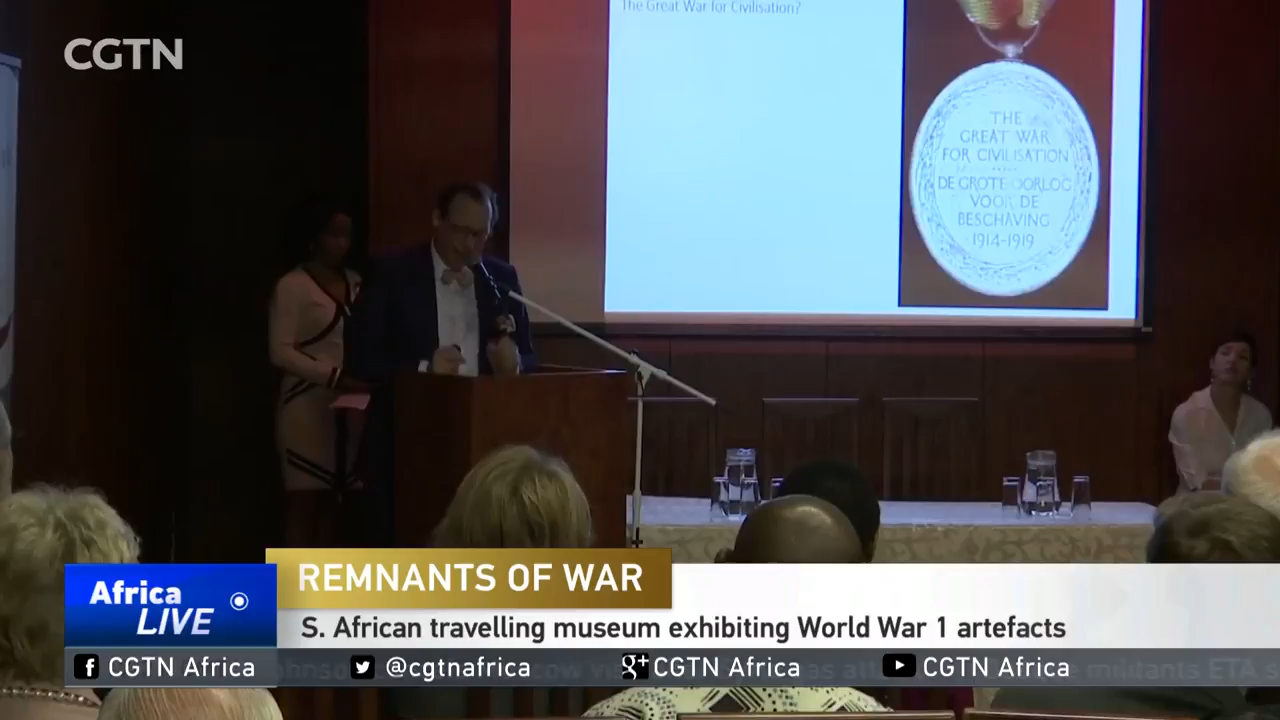 The Great War for Civilisation?
CGTN
THE
GREAT WAR
FOR CIVILISATION
DE GROTE OORLOG
VOOR DE
BESCHAVING
1914-1919
REMNANTS OF WAR
Africa
LIVE
S. African travelling museum exhibiting World War 1 artefacts
CGTN Africa
@cgtnafrica
CGTN Africa
CGTN Africa